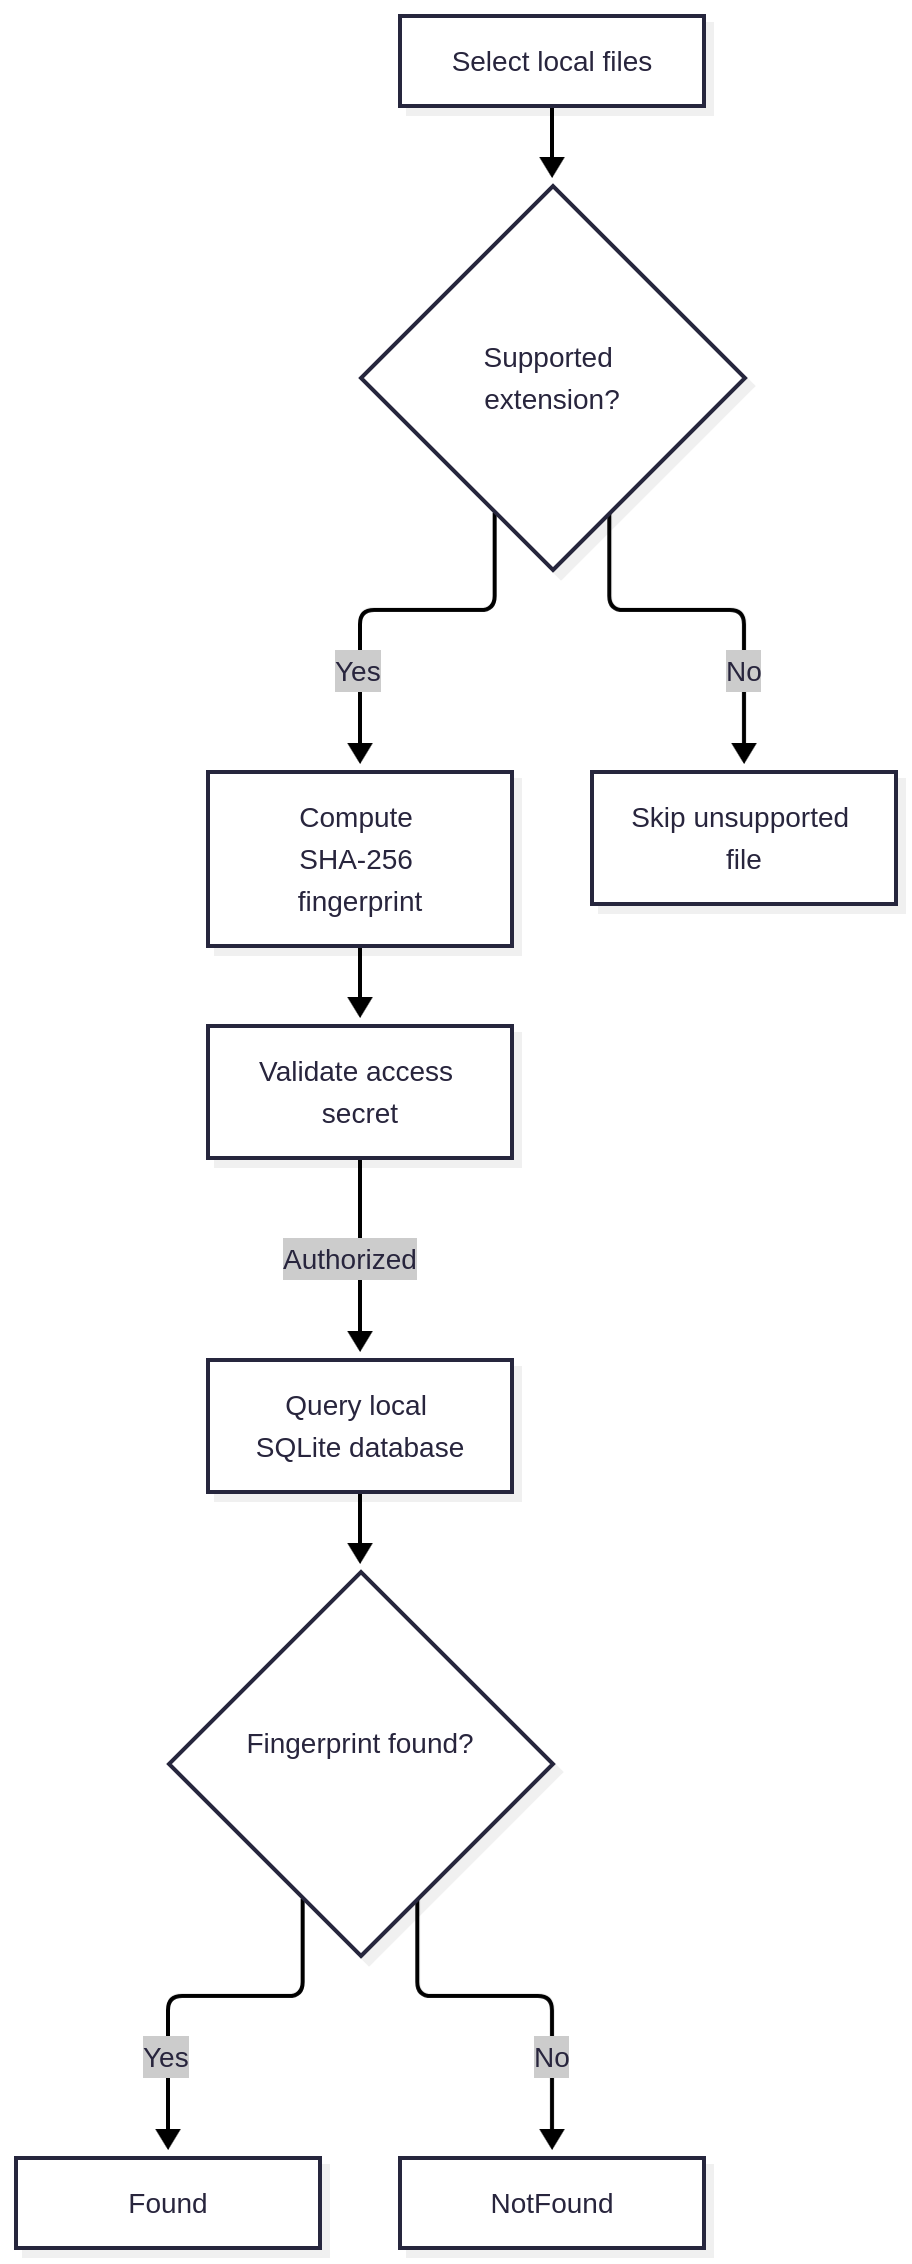 Select local files
Supported
extension?
Yes
No
Compute
SHA-256
fingerprint
Skip unsupported
file
Validate access
secret
Authorized
Query local
SQLite database
Fingerprint found?
Yes
No
Found
NotFound